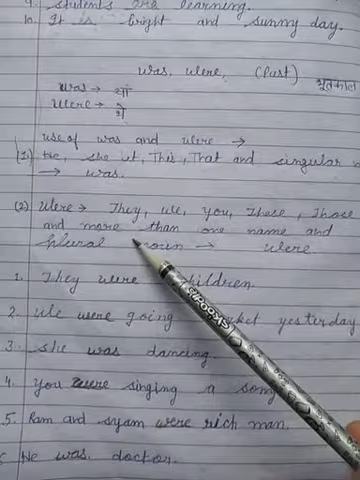 9. students are learning.
10. It is bright and sunny day.
was, were, (Past) भूतकाल
was → था
were → थे
use of was and were →
(1) He, she it, This, That and singular
→ was.
(2) Were → They, we, you, These, Those
and more than one name and
plural noun → were
1. They were children.
2. We were going market yesterday
3. She was dancing.
4. You were singing a song
5. Ram and syam were rich man.
He was doctor.
SKOODLE